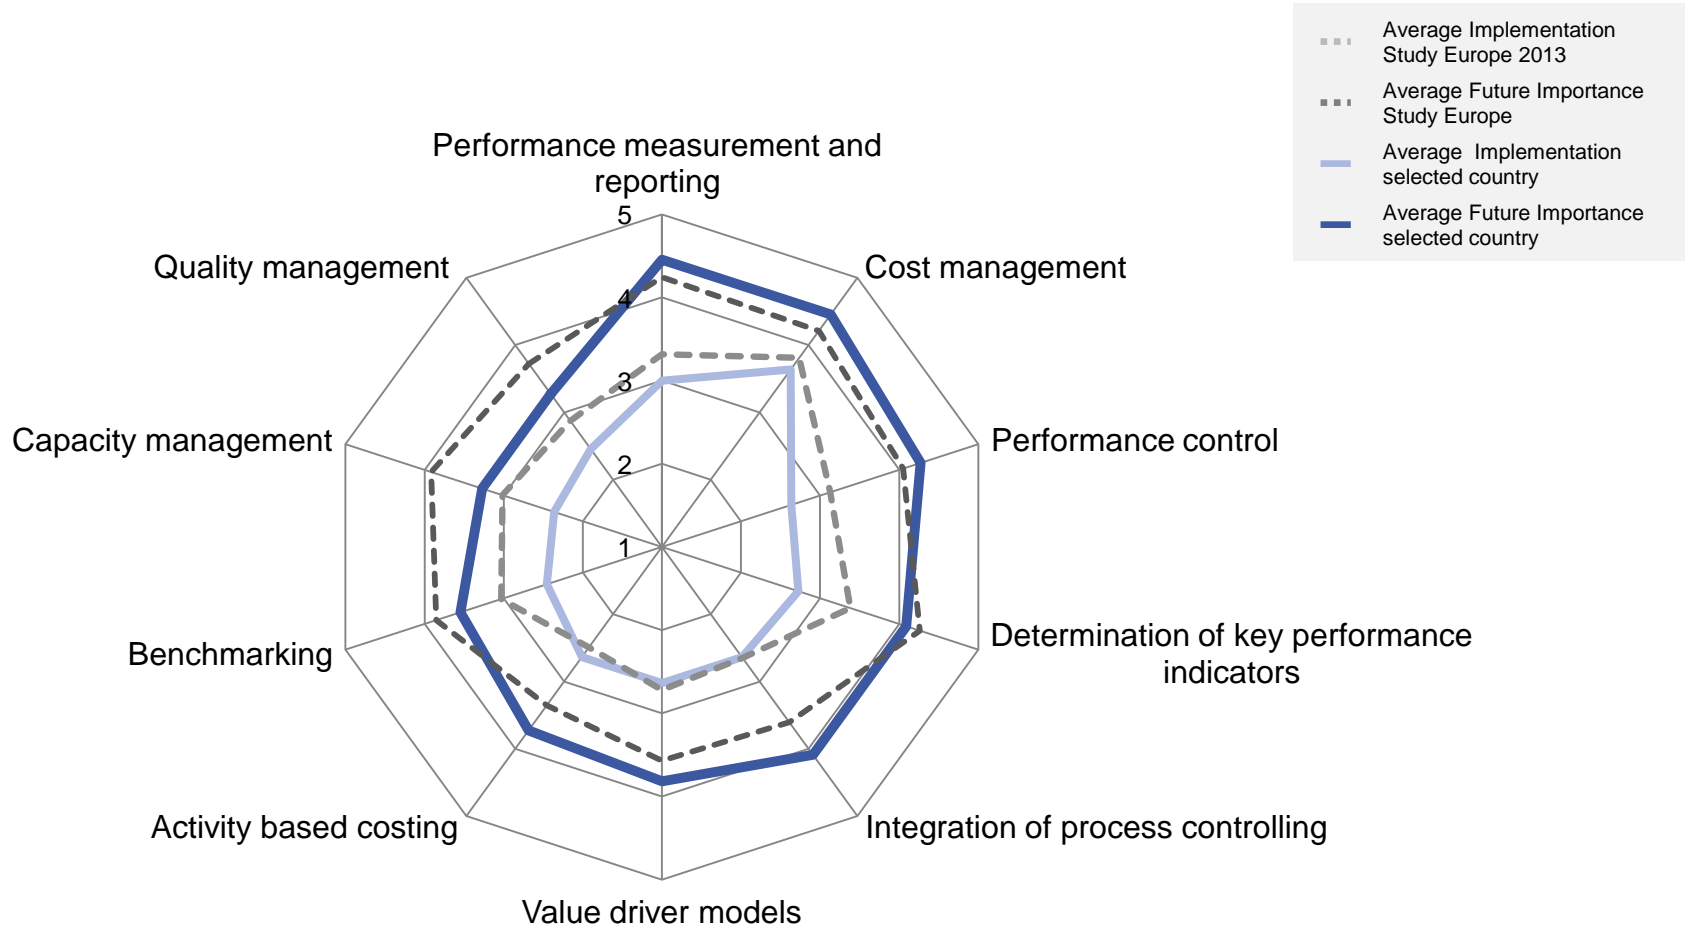 Average Implementation
Study Europe 2013
Average Future Importance
Study Europe
Average  Implementation
selected country
Average Future Importance
selected country
Performance measurement and
reporting
5
Quality management
Cost management
4
3
Capacity management
Performance control
2
1
Benchmarking
Determination of key performance
indicators
Activity based costing
Integration of process controlling
Value driver models